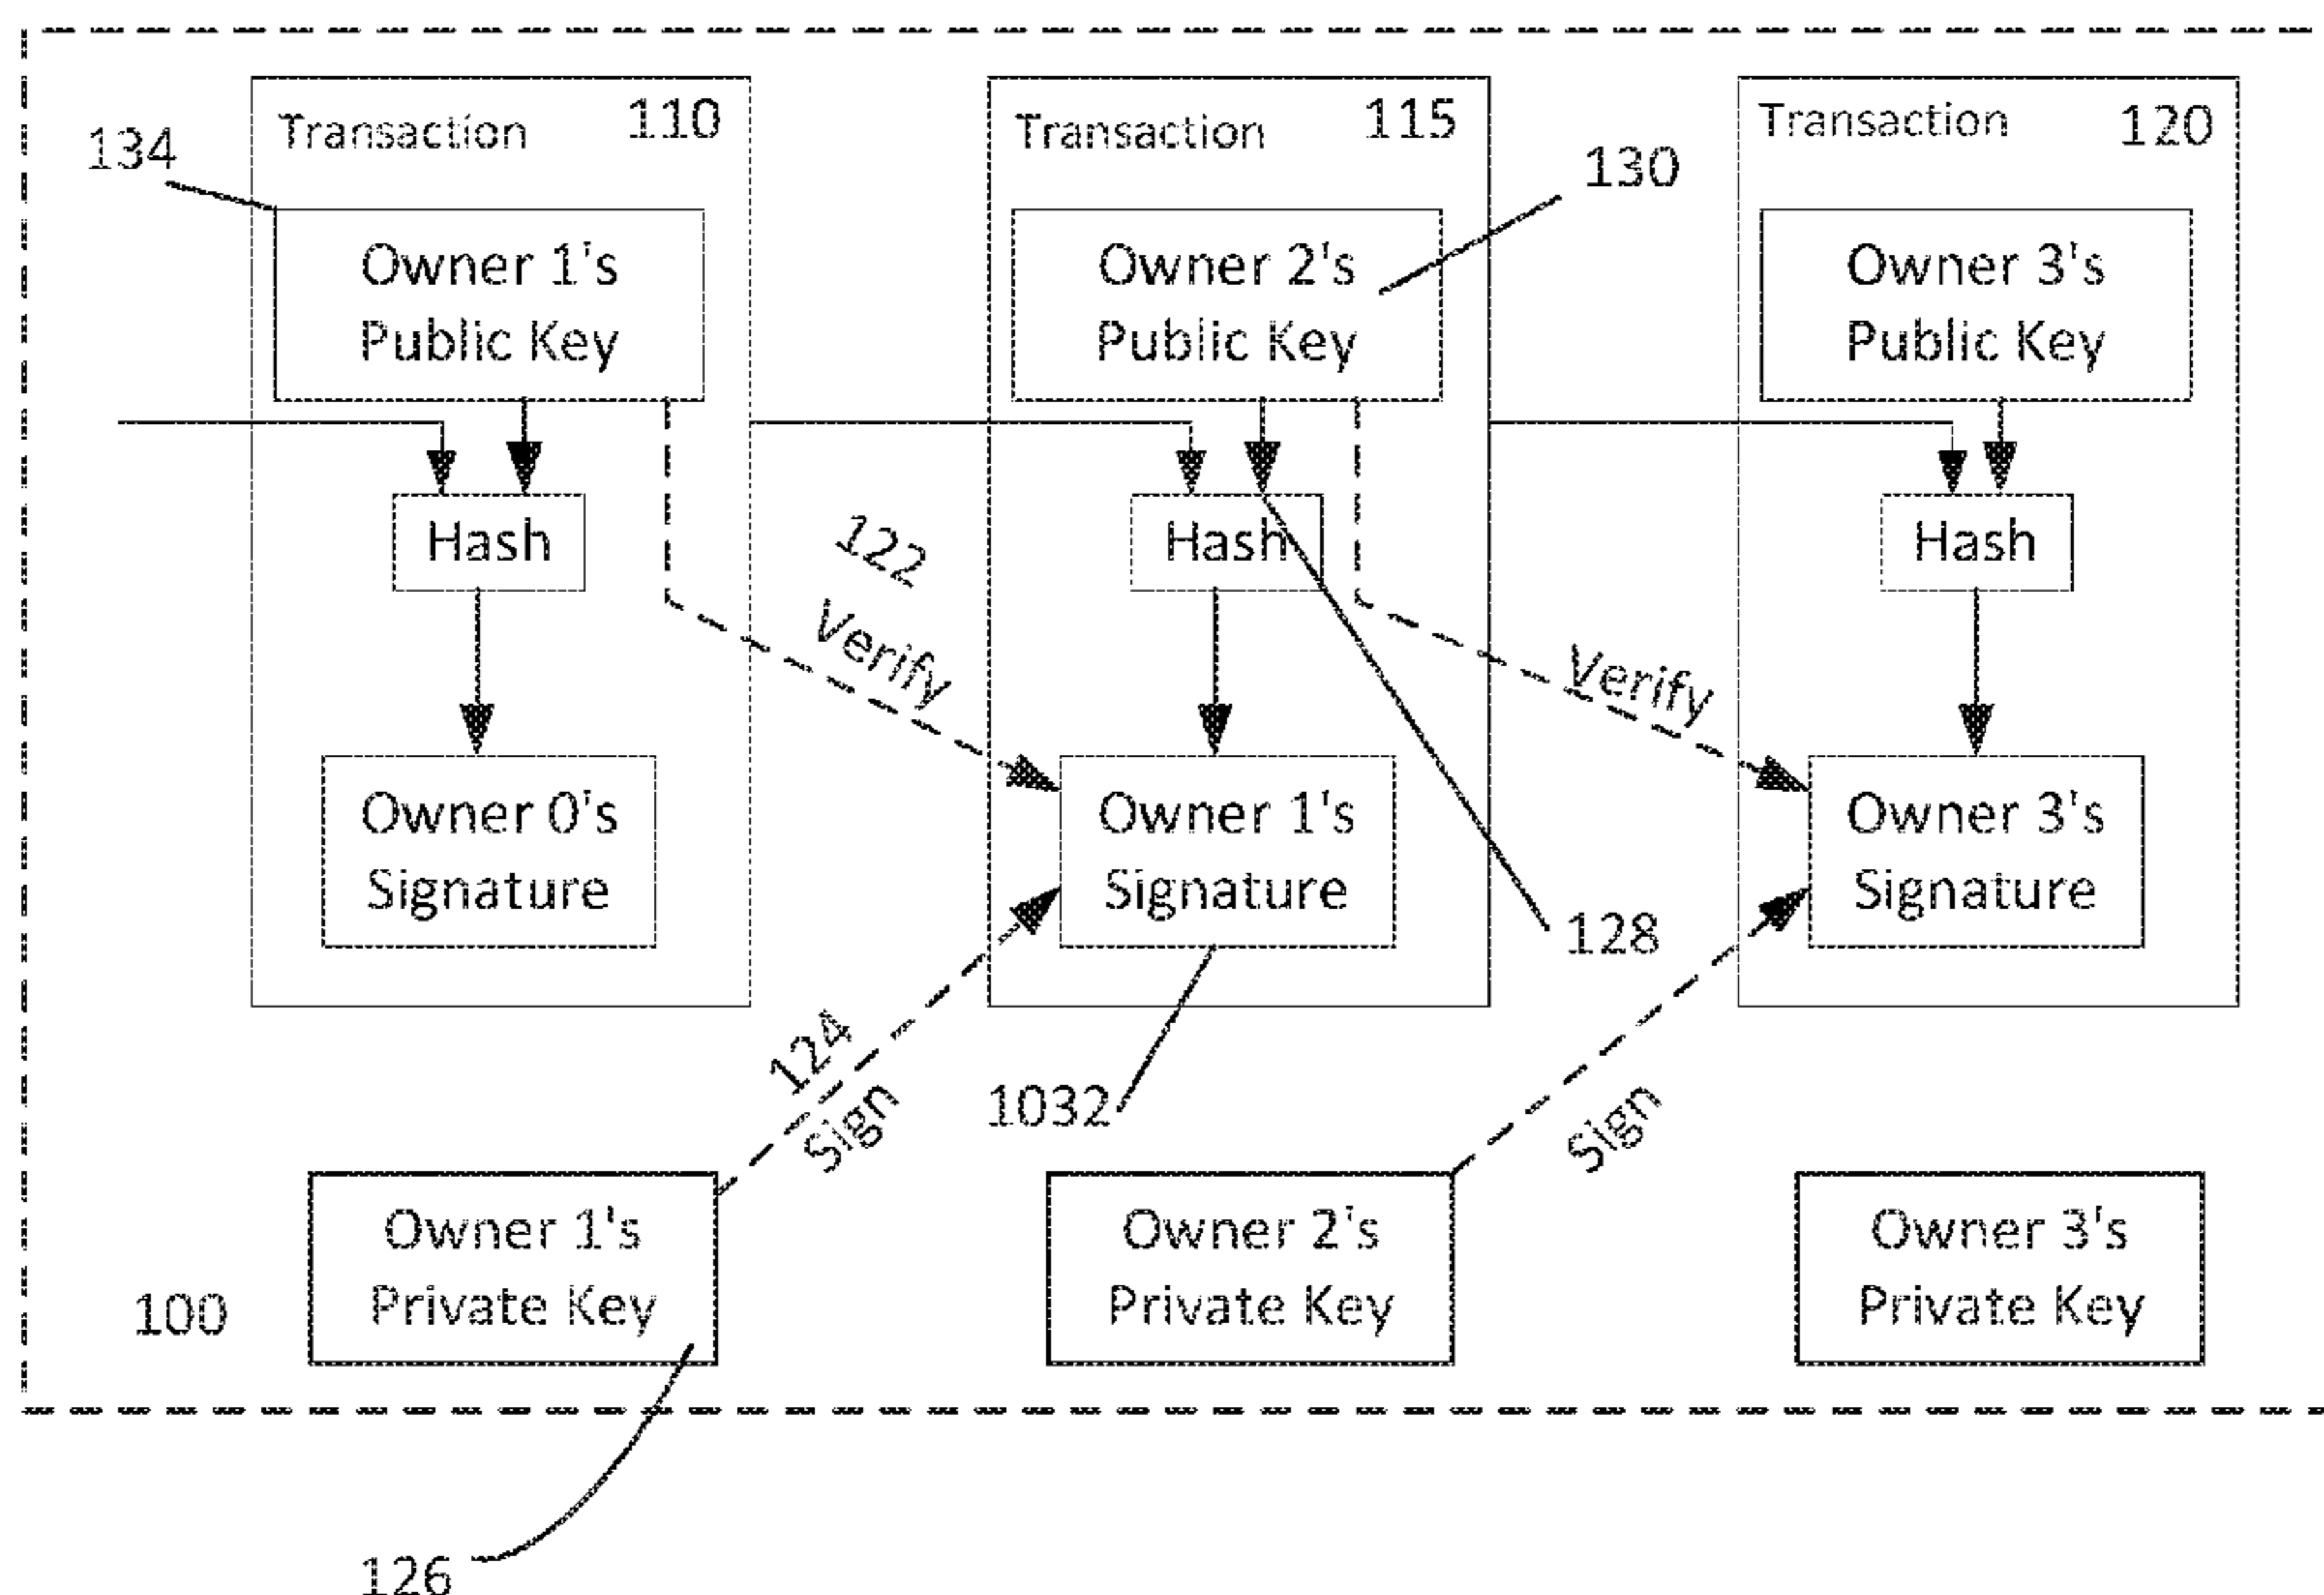 134
Transaction 110
Owner 1's
Public Key
Hash
Owner 0's
Signature
122
Verify
Transaction 115
130
Owner 2's
Public Key
Hash
Owner 1's
Signature
128
Verify
Transaction 120
Owner 3's
Public Key
Hash
Owner 3's
Signature
124
Sign
1032
Sign
100
Owner 1's
Private Key
Owner 2's
Private Key
Owner 3's
Private Key
126